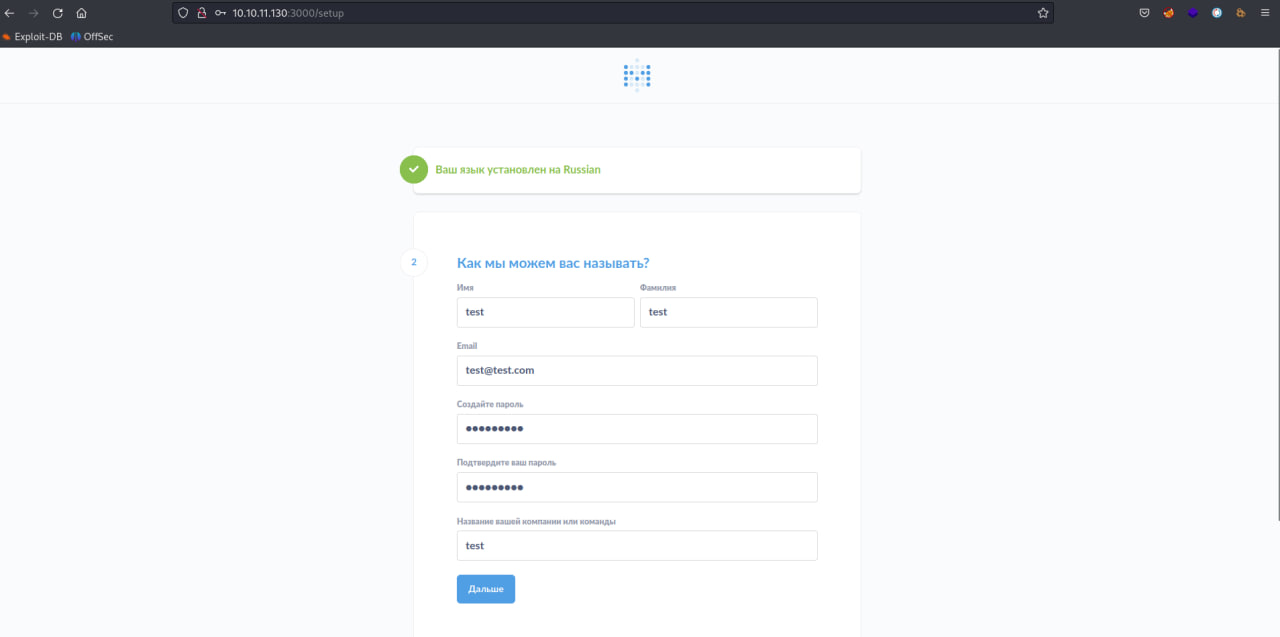 10.10.11.130:3000/setup
Exploit-DB OffSec
Ваш язык установлен на Russian
2 Как мы можем вас называть?
Имя Фамилия
test test
Email
test@test.com
Создайте пароль
●●●●●●●●●
Подтвердите ваш пароль
●●●●●●●●●
Название вашей компании или команды
test
Дальше